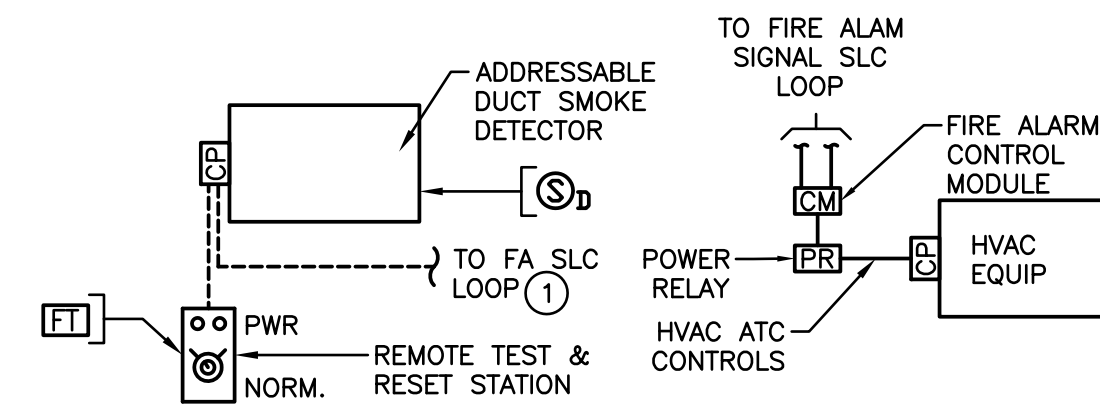 TO FIRE ALAM
SIGNAL SLC
LOOP
ADDRESSABLE
DUCT SMOKE
DETECTOR
CP
S D
TO FA SLC
LOOP 1
FT
PWR
NORM.
REMOTE TEST &
RESET STATION
FIRE ALARM
CONTROL
MODULE
CM
POWER
RELAY
PR
CP
HVAC
EQUIP
HVAC ATC
CONTROLS